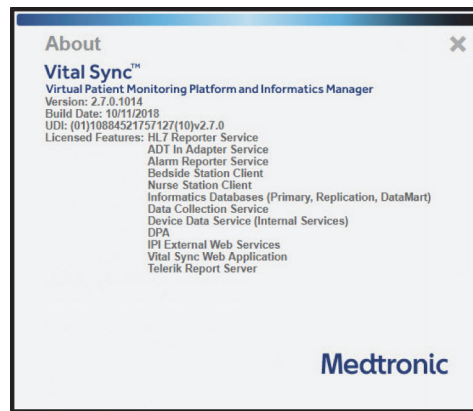 About
Vital Sync™
Virtual Patient Monitoring Platform and Informatics Manager
Version: 2.7.0.1014
Build Date: 10/11/2018
UDI: (01)10884521757127(10)v2.7.0
Licensed Features: HL7 Reporter Service
ADT In Adapter Service
Alarm Reporter Service
Bedside Station Client
Nurse Station Client
Informatics Databases (Primary, Replication, DataMart)
Data Collection Service
Device Data Service (Internal Services)
DPA
IPI External Web Services
Vital Sync Web Application
Telerik Report Server
Medtronic